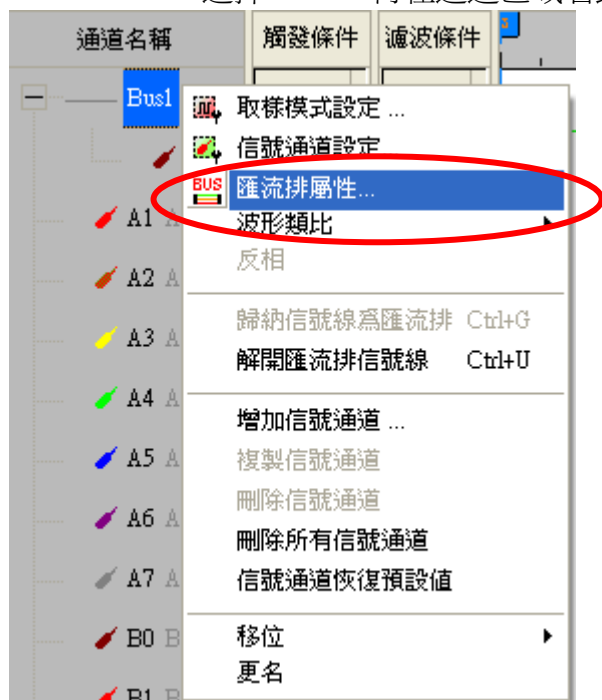 通道名稱 觸發條件 濾波條件
Bus1
取樣模式設定 ...
信號通道設定
BUS 匯流排屬性...
A1 A
波形類比
反相
A2 A
歸納信號線為匯流排 Ctrl+G
A3 A
解開匯流排信號線 Ctrl+U
A4 A
增加信號通道 ...
A5 A
複製信號通道
刪除信號通道
A6 A
刪除所有信號通道
A7 A
信號通道恢復預設值
B0 B
移位
更名
B1 B